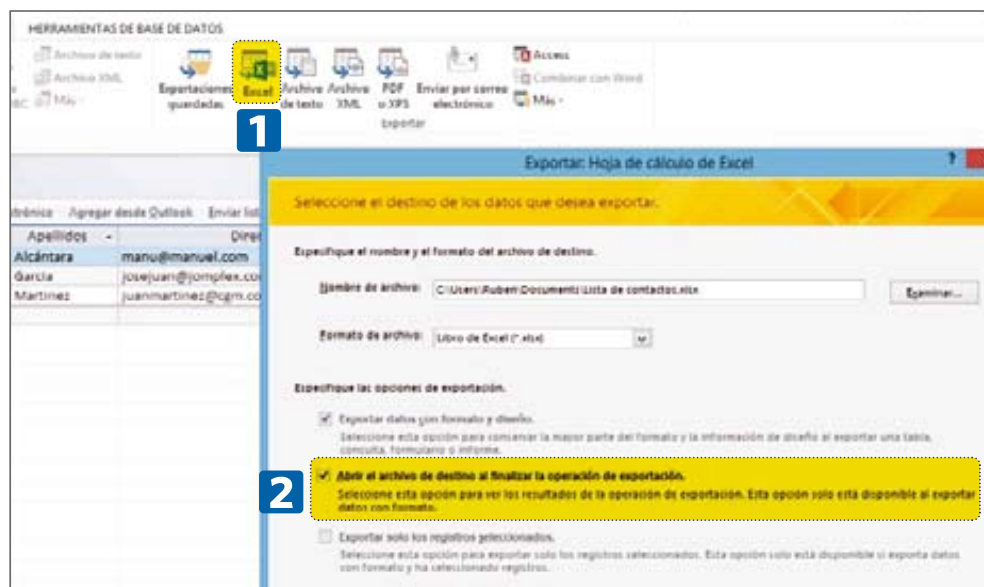 HERRAMIENTAS DE BASE DE DATOS
Archivo de texto
Archivo XML
Más
Exportaciones guardadas
Excel
Archivo de texto
Archivo XML
PDF o XPS
Enviar por correo electrónico
Access
Combinar con Word
Más
Exportar
1
Exportar: Hoja de cálculo de Excel
?
Seleccione el destino de los datos que desea exportar.
Agregar desde Outlook
Enviar
Apellidos
Alcántara manu@manuel.com
García
Martínez
Especifique el nombre y el formato del archivo de destino.
Nombre de archivo: C:\Users\Ruben\Documents\Lista de contactos.xlsx Examinar...
Formato de archivo: Libro de Excel (*.xlsx)
Especifique las opciones de exportación.
Exportar datos con formato y diseño.
Seleccione esta opción para conservar la mayor parte del formato y la información de diseño al exportar una tabla,
consulta, formulario o informe.
2
Abrir el archivo de destino al finalizar la operación de exportación.
Seleccione esta opción para ver los resultados de la operación de exportación. Esta opción solo está disponible al exportar
datos con formato.
Exportar solo los registros seleccionados.
Seleccione esta opción para exportar solo los registros seleccionados. Esta opción solo está disponible si exporta datos
con formato y ha seleccionado registros.